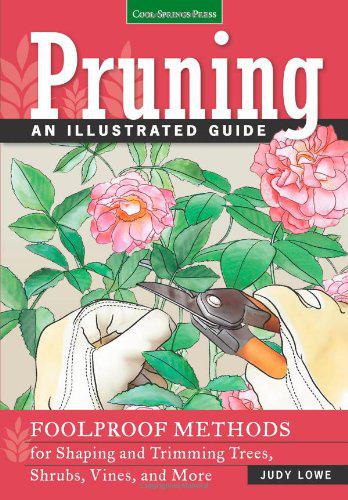 COOL SPRINGS PRESS
Pruning
AN ILLUSTRATED GUIDE
FOOLPROOF METHODS
for Shaping and Trimming Trees,
Shrubs, Vines, and More
JUDY LOWE